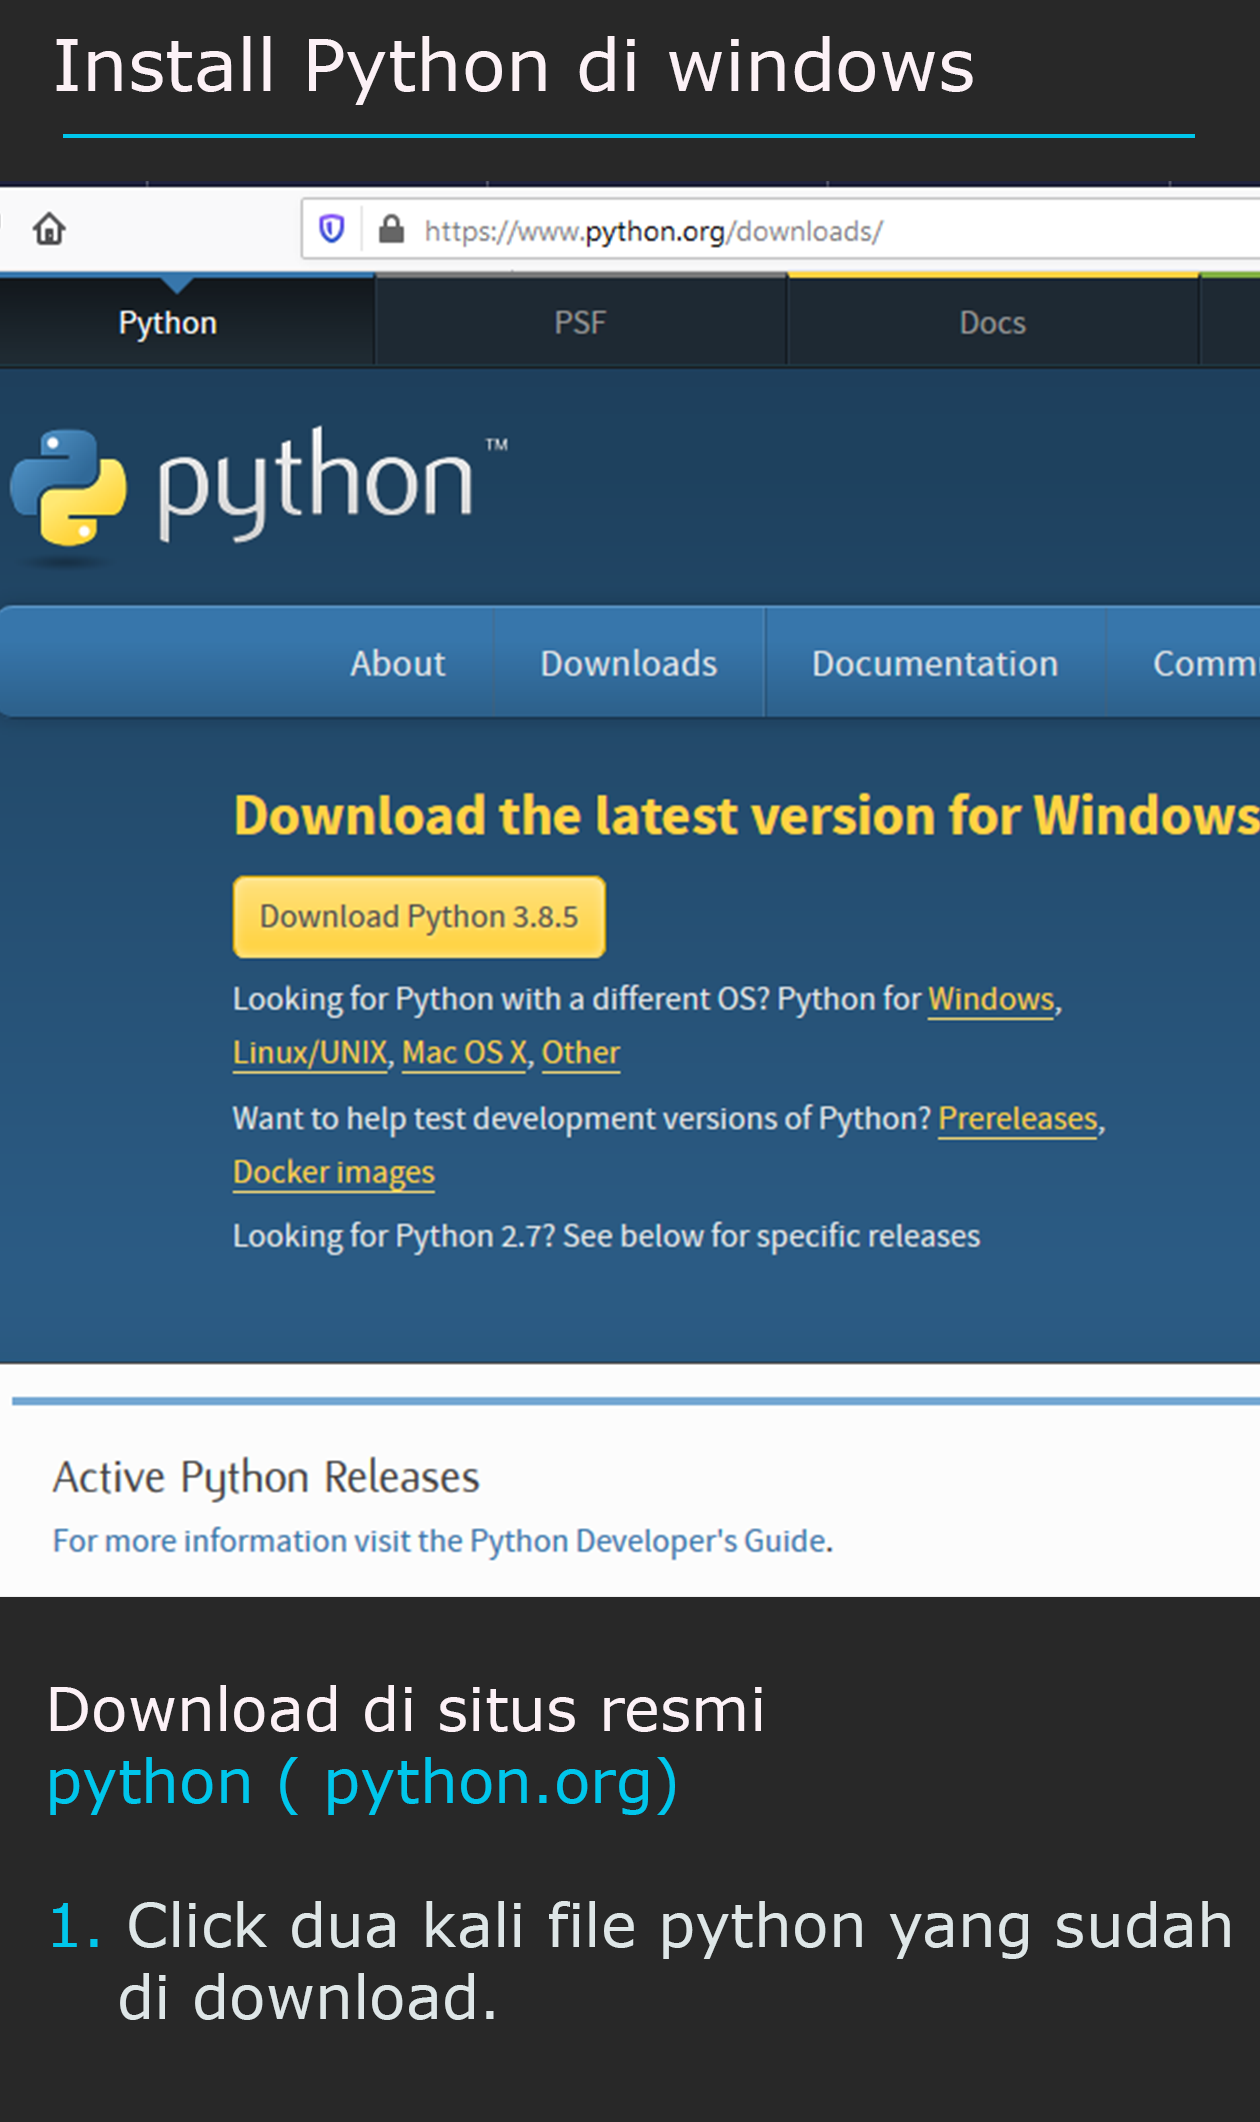 Install Python di windows
https://www.python.org/downloads/
Python PSF Docs
python™
About Downloads Documentation Comm
Download the latest version for Windows
Download Python 3.8.5
Looking for Python with a different OS? Python for Windows,
Linux/UNIX, Mac OS X, Other
Want to help test development versions of Python? Prereleases,
Docker images
Looking for Python 2.7? See below for specific releases
Active Python Releases
For more information visit the Python Developer's Guide.
Download di situs resmi
python ( python.org)
1. Click dua kali file python yang sudah
di download.